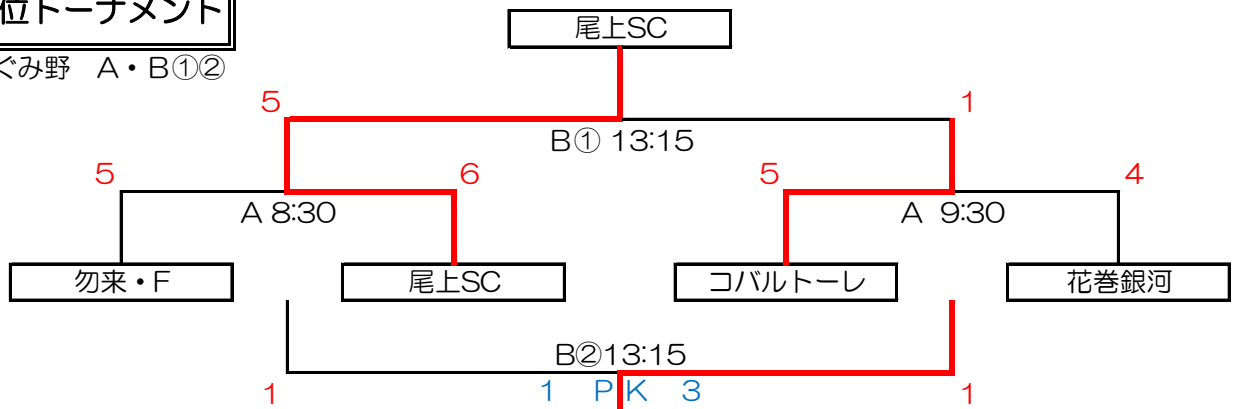 位トーナメント
尾上SC
ぐみ野 A・B①②
5
1
B① 13:15
5
6
5
4
A 8:30
A 9:30
勿来・F
尾上SC
コバルトーレ
花巻銀河
B②13:15
1
1 PK 3
1